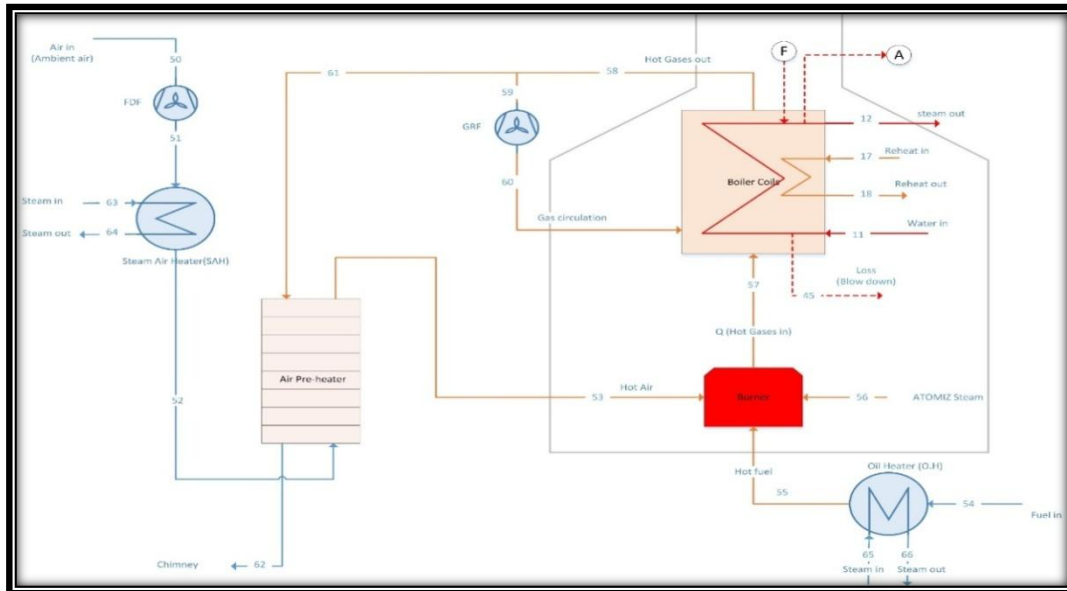 Air in
(Ambient air)
50
FDF
51
Steam in
63
Steam out
64
Steam Air Heater(SAH)
52
61
58
Hot Gases out
59
GRF
60
Gas circulation
F
A
12
steam out
17
Reheat in
Boiler Coils
18
Reheat out
Water in
11
Loss
(Blow down)
45
57
Q (Hot Gases in)
Air Pre-heater
Hot Air
53
Burner
56
ATOMIZ Steam
Hot fuel
55
Oil Heater (O.H)
54
Fuel in
65
66
Steam in
Steam out
Chimney
62